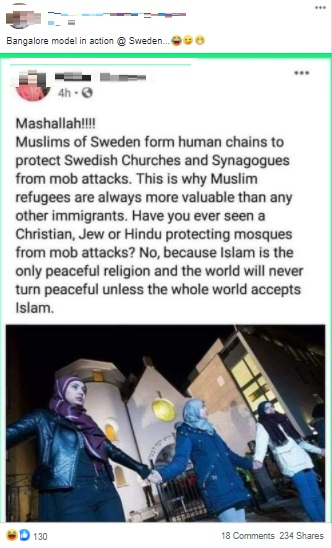 Bangalore model in action @ Sweden...😂😏😁
4h ·
Mashallah!!!!
Muslims of Sweden form human chains to
protect Swedish Churches and Synagogues
from mob attacks. This is why Muslim
refugees are always more valuable than any
other immigrants. Have you ever seen a
Christian, Jew or Hindu protecting mosques
from mob attacks? No, because Islam is the
only peaceful religion and the world will never
turn peaceful unless the whole world accepts
Islam.
130
18 Comments 234 Shares